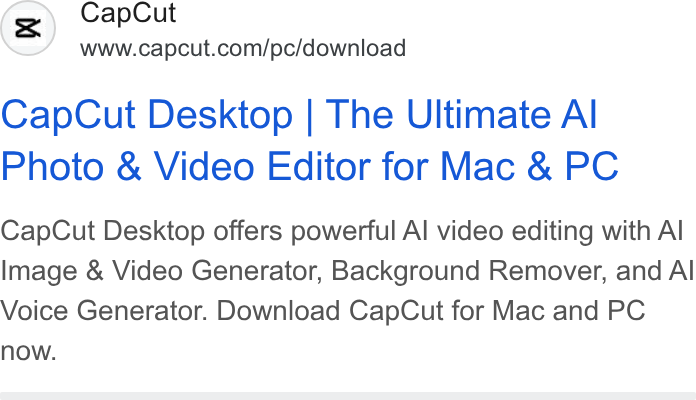 CapCut
www.capcut.com/pc/download
CapCut Desktop | The Ultimate AI
Photo & Video Editor for Mac & PC
CapCut Desktop offers powerful AI video editing with AI
Image & Video Generator, Background Remover, and AI
Voice Generator. Download CapCut for Mac and PC
now.